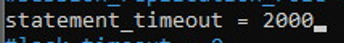 statement_timeout = 2000